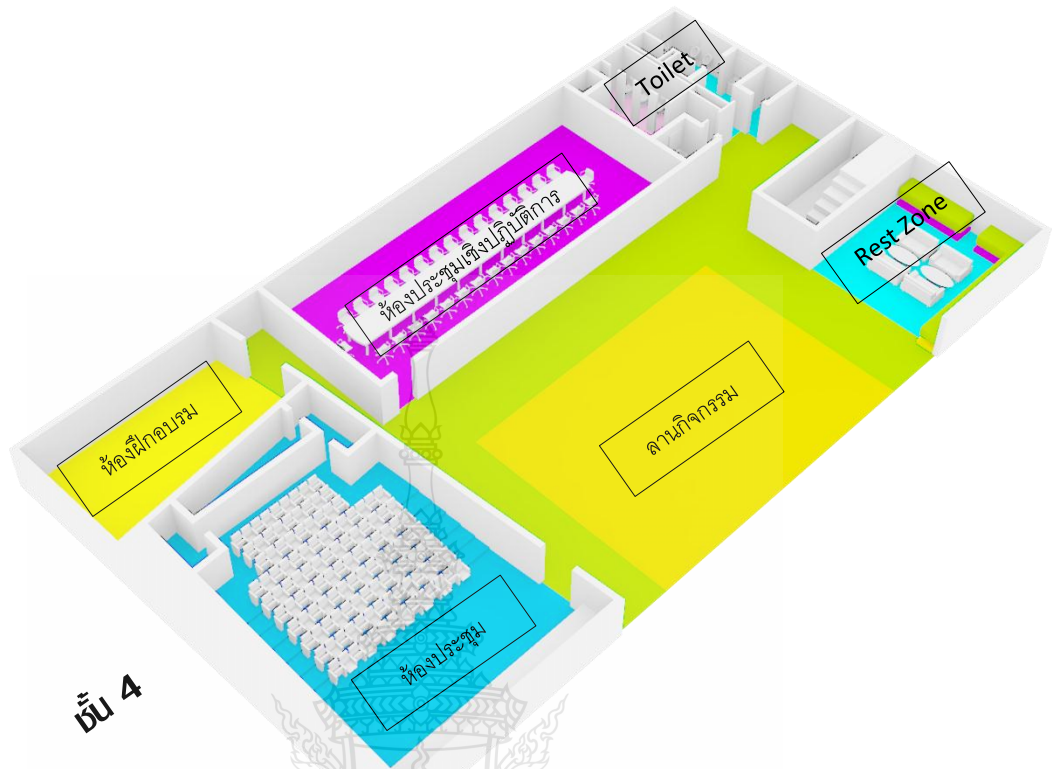 Toilet
ห้องประชุมเชิงปฏิบัติการ
Rest Zone
ห้องฝึกอบรม
ลานกิจกรรม
ห้องประชุม
ชั้น 4